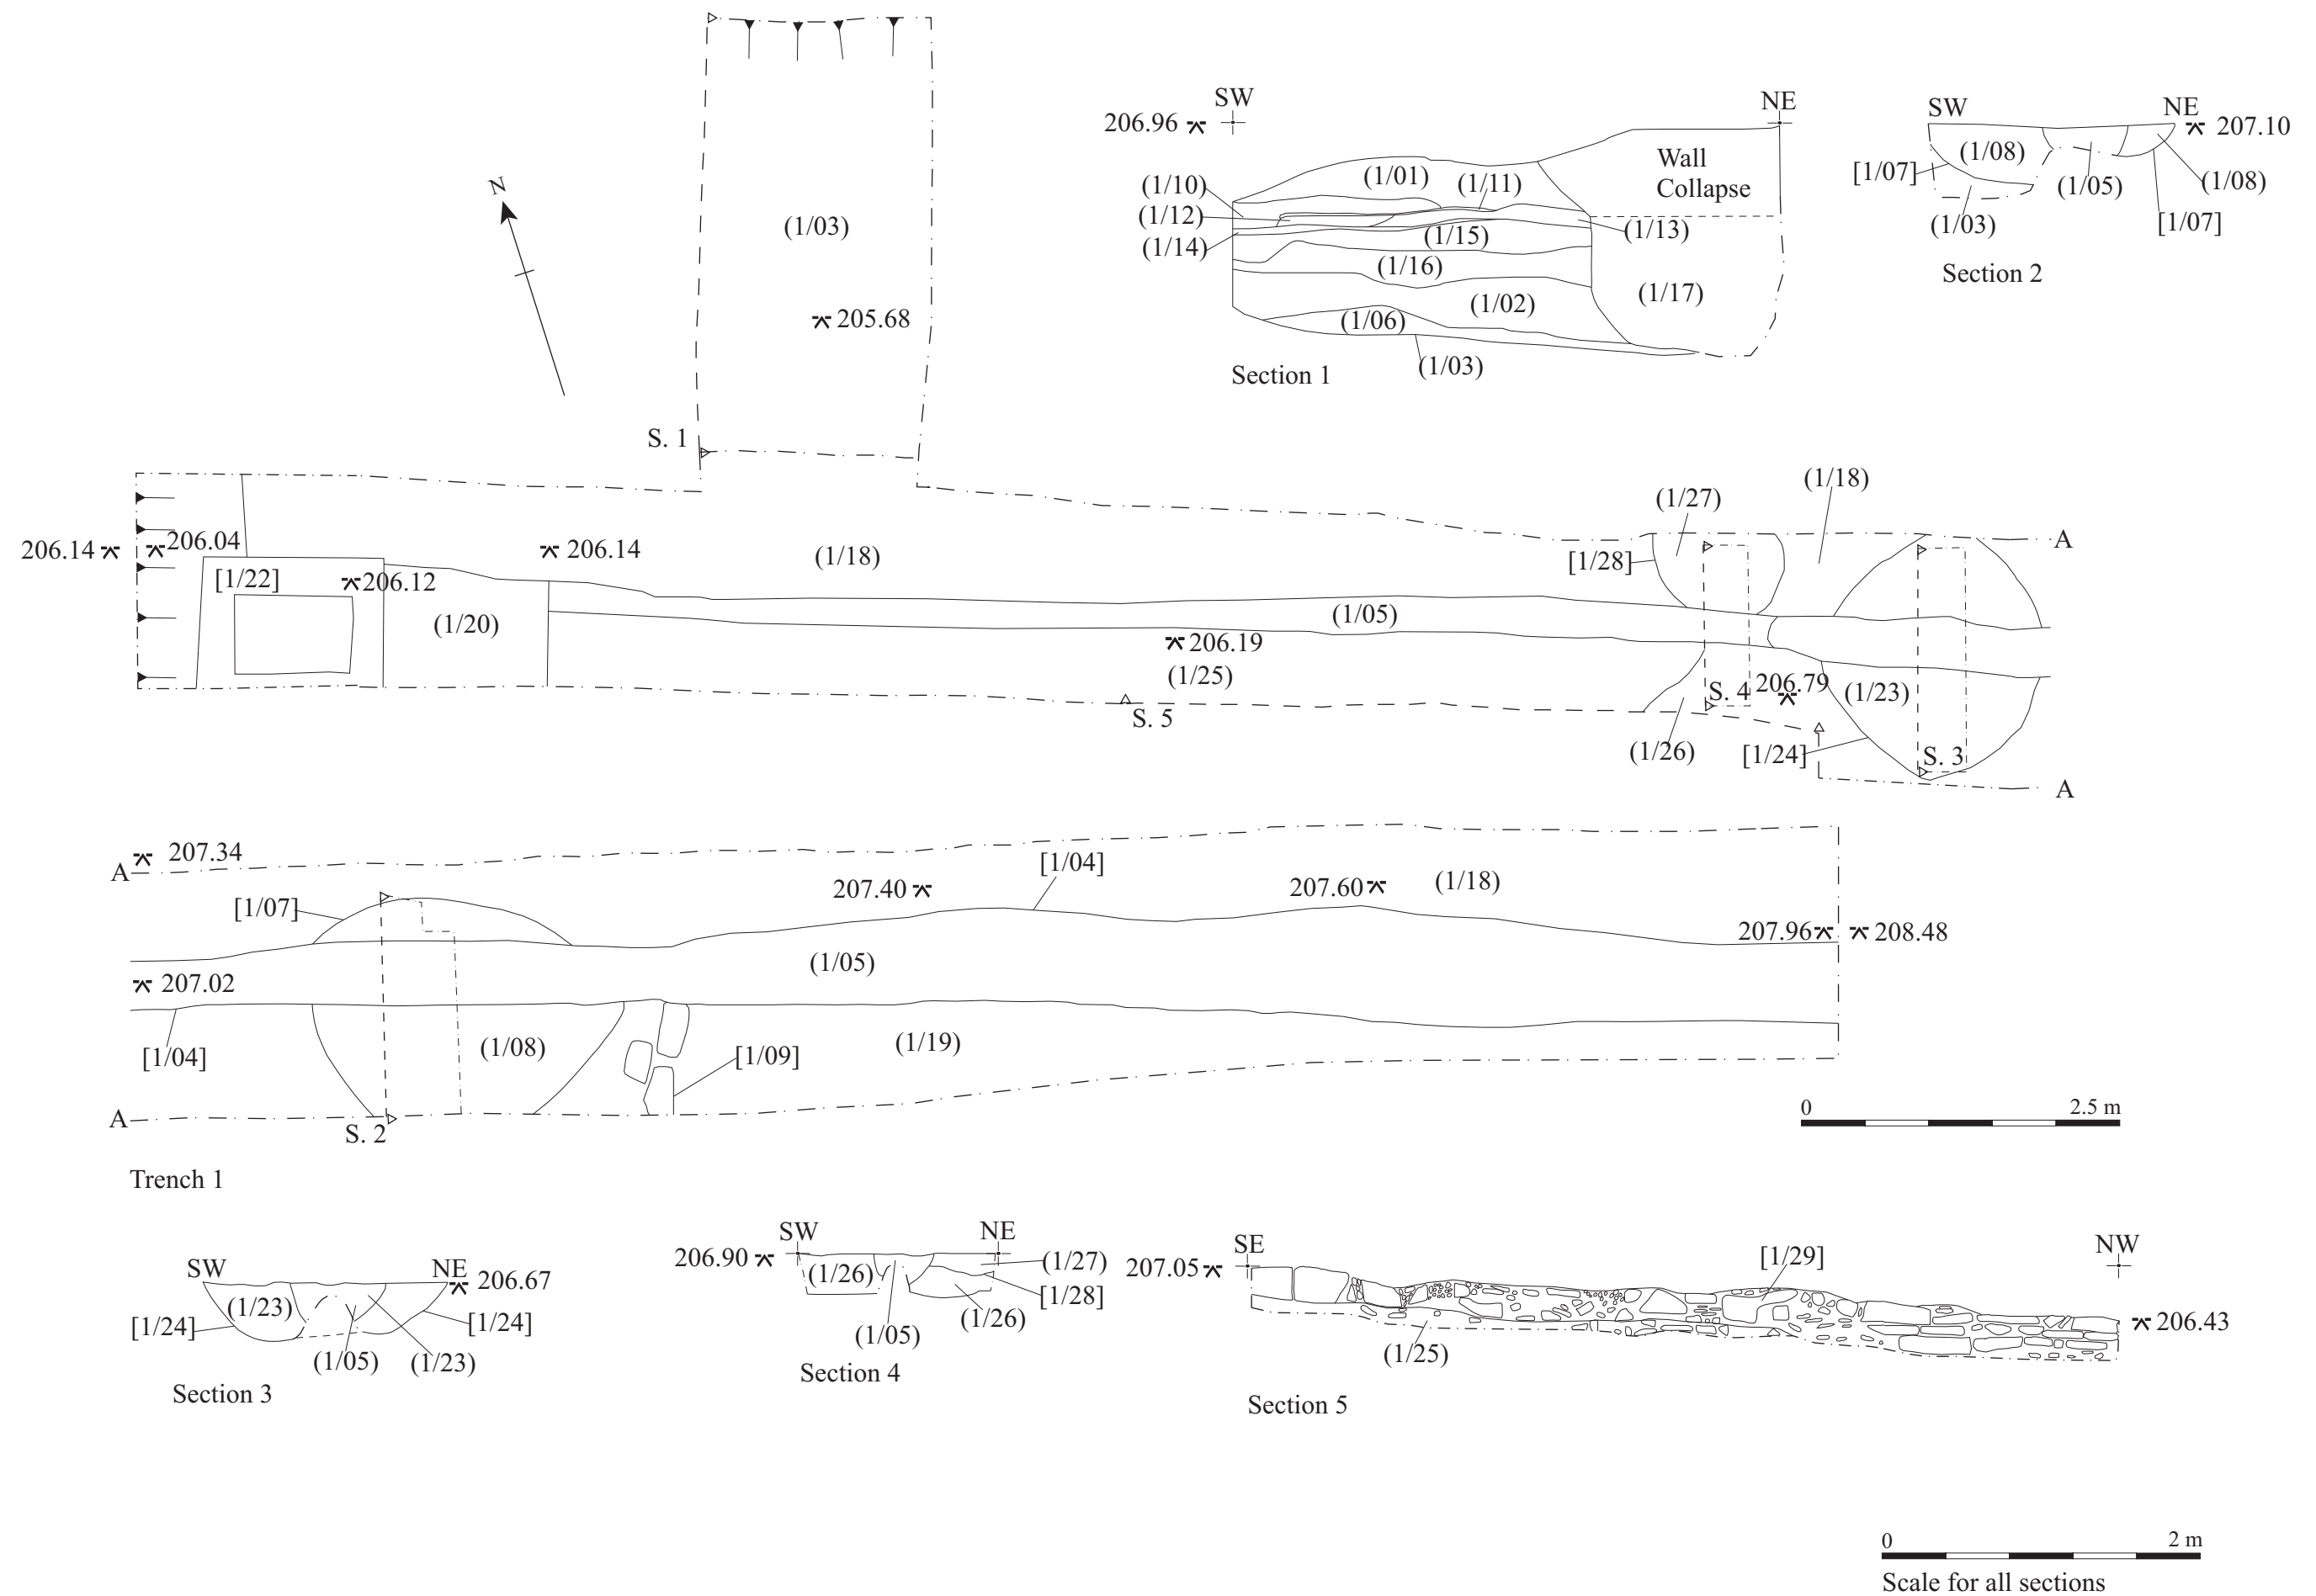 SW
NE
206.96
Wall
Collapse
(1/01)
(1/10)
(1/11)
(1/12)
(1/13)
(1/14)
(1/15)
(1/16)
(1/17)
(1/02)
(1/06)
(1/03)
Section 1
SW
NE
207.10
(1/08)
[1/07]
(1/05)
(1/08)
(1/03)
[1/07]
Section 2
N
(1/03)
205.68
S. 1
206.14
206.04
[1/22]
206.12
206.14
(1/18)
(1/20)
(1/05)
206.19
(1/25)
S. 5
(1/27)
(1/18)
[1/28]
A
S. 4
206.79
(1/23)
(1/26)
[1/24]
S. 3
A
207.34
A
[1/07]
[1/04]
207.40
207.60
(1/18)
207.96
208.48
(1/05)
207.02
[1/04]
(1/08)
[1/09]
(1/19)
A
S. 2
0
2.5 m
Trench 1
SW
NE
206.67
(1/23)
[1/24]
[1/24]
(1/05)
(1/23)
Section 3
SW
NE
206.90
(1/26)
(1/27)
[1/28]
(1/05)
(1/26)
Section 4
SE
NW
207.05
[1/29]
206.43
(1/25)
Section 5
0
2 m
Scale for all sections